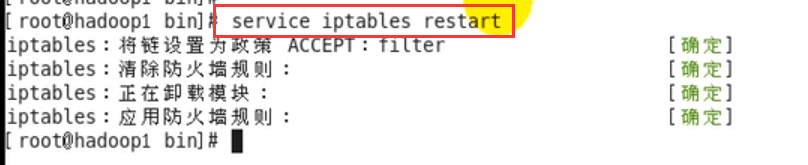 [root@hadoop1 bin]# service iptables restart
iptables：将链设置为政策 ACCEPT：filter [确定]
iptables：清除防火墙规则： [确定]
iptables：正在卸载模块： [确定]
iptables：应用防火墙规则： [确定]
[root@hadoop1 bin]#